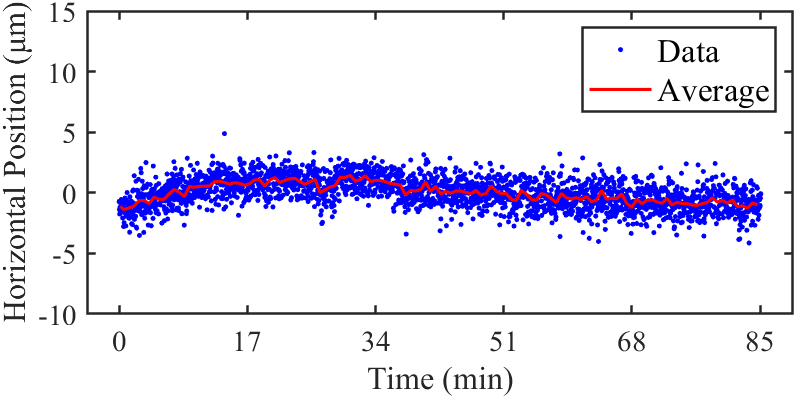 15
10
5
0
-5
-10
Horizontal Position (μm)
Data
Average
0 17 34 51 68 85
Time (min)